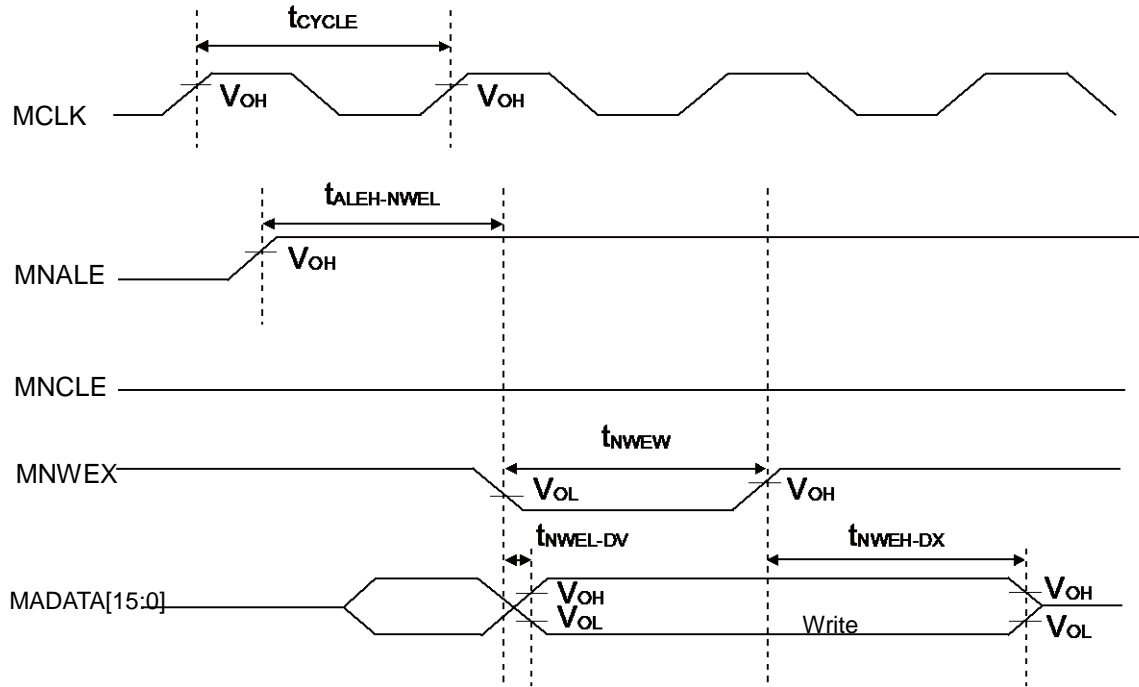 tCYCLE
VOH
VOH
MCLK
tALEH-NWEL
VOH
MNALE
MNCLE
tNWEW
MNWEX
VOL
VOH
tNWEL-DV
tNWEH-DX
MADATA[15:0]
VOH
VOH
VOL
Write
VOL